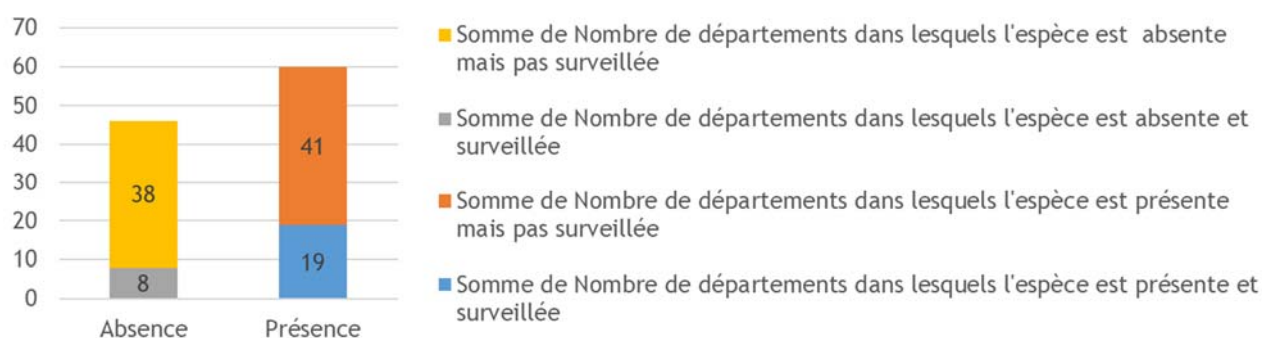 70
60
50
40
30
20
10
0
38
8
41
19
Absence
Présence
Somme de Nombre de départements dans lesquels l'espèce est absente
mais pas surveillée
Somme de Nombre de départements dans lesquels l'espèce est absente et
surveillée
Somme de Nombre de départements dans lesquels l'espèce est présente
mais pas surveillée
Somme de Nombre de départements dans lesquels l'espèce est présente et
surveillée